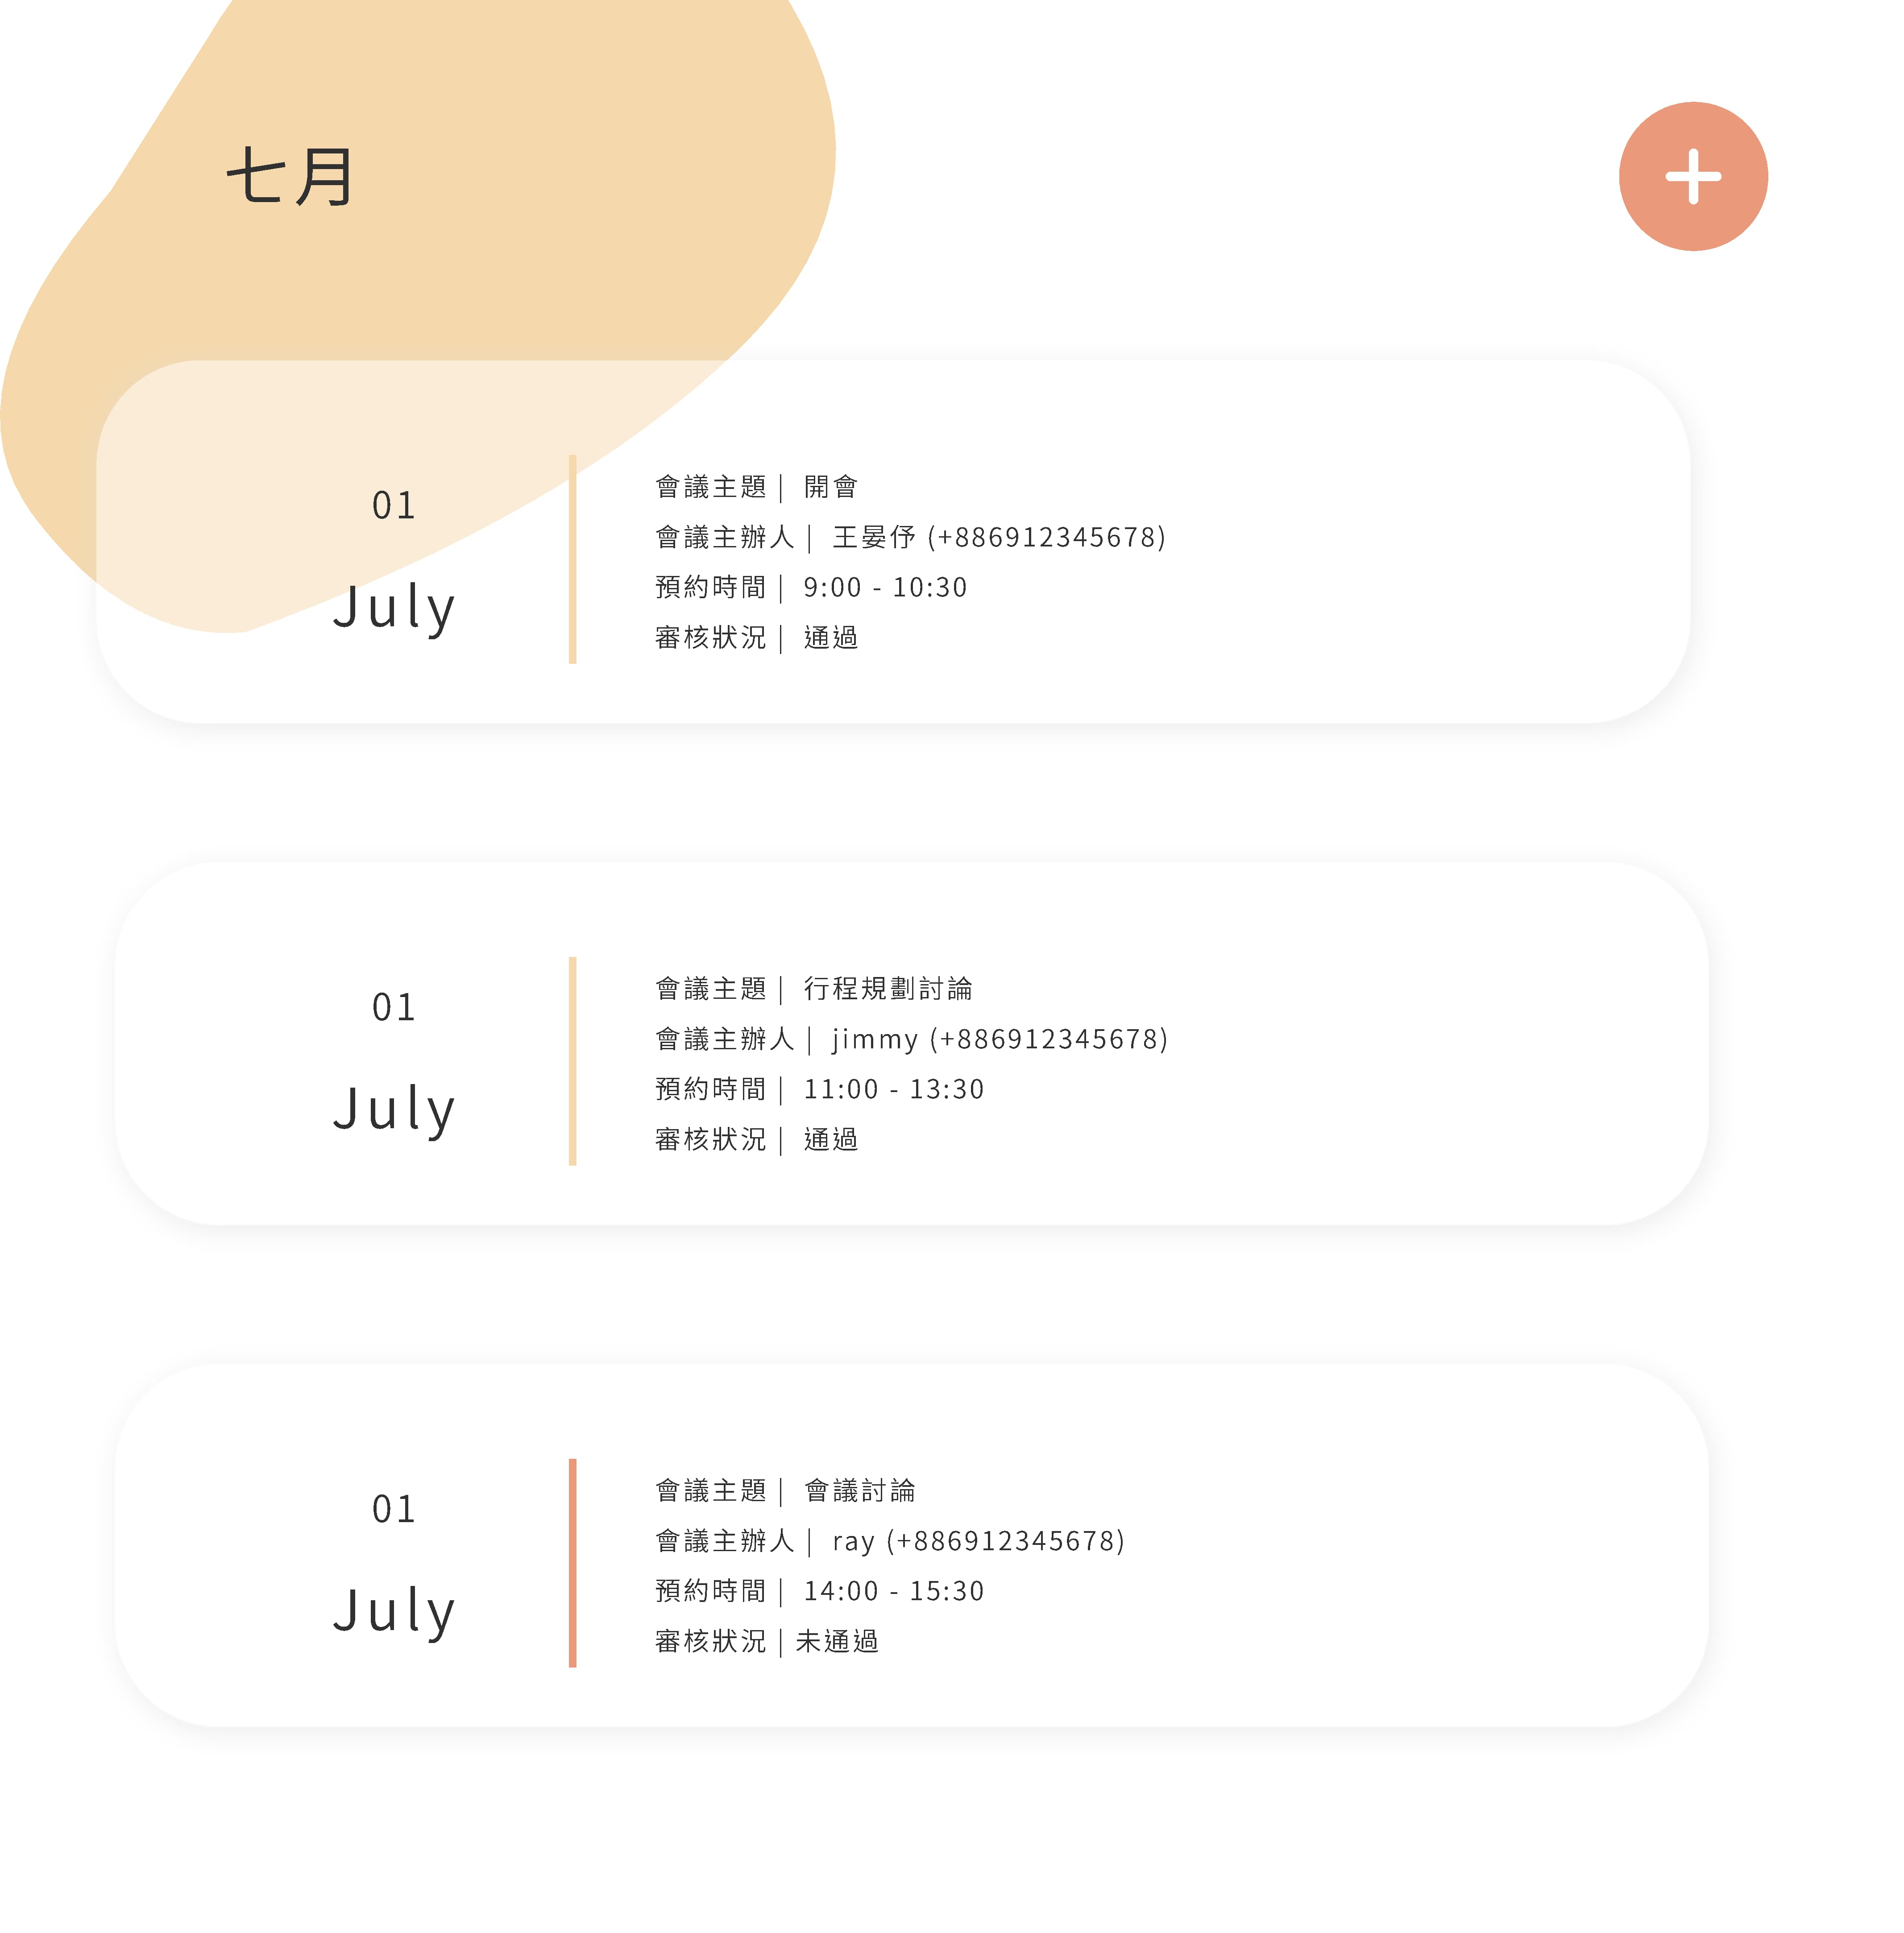 七月
01
July
會議主題｜ 開會
會議主辦人｜ 王晏伃 (+886912345678)
預約時間｜ 9:00 - 10:30
審核狀況｜ 通過
01
July
會議主題｜ 行程規劃討論
會議主辦人｜ jimmy (+886912345678)
預約時間｜ 11:00 - 13:30
審核狀況｜ 通過
01
July
會議主題｜ 會議討論
會議主辦人｜ ray (+886912345678)
預約時間｜ 14:00 - 15:30
審核狀況｜未通過